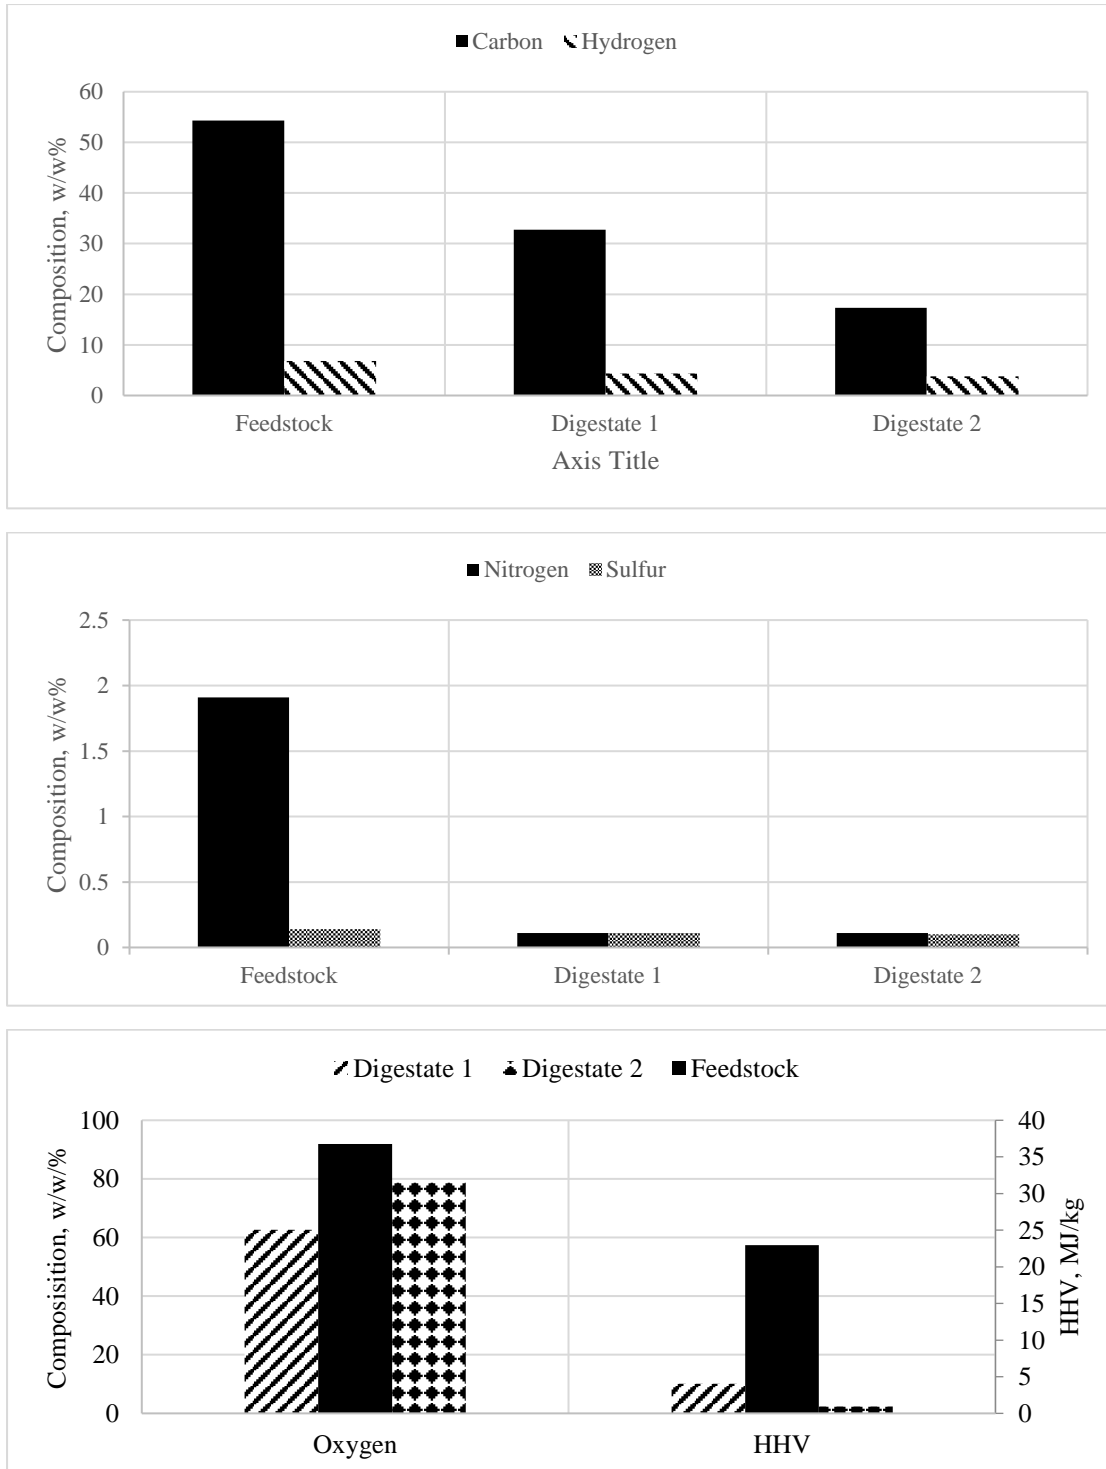 Carbon Hydrogen
60
50
40
30
20
10
0
Composition, w/w%
Feedstock Digestate 1 Digestate 2
Axis Title
Nitrogen Sulfur
2.5
2
1.5
1
0.5
0
Composition, w/w%
Feedstock Digestate 1 Digestate 2
Digestate 1 Digestate 2 Feedstock
100
80
60
40
20
0
Composisition, w/w/%
40
35
30
25
20
15
10
5
0
HHV, MJ/kg
Oxygen HHV